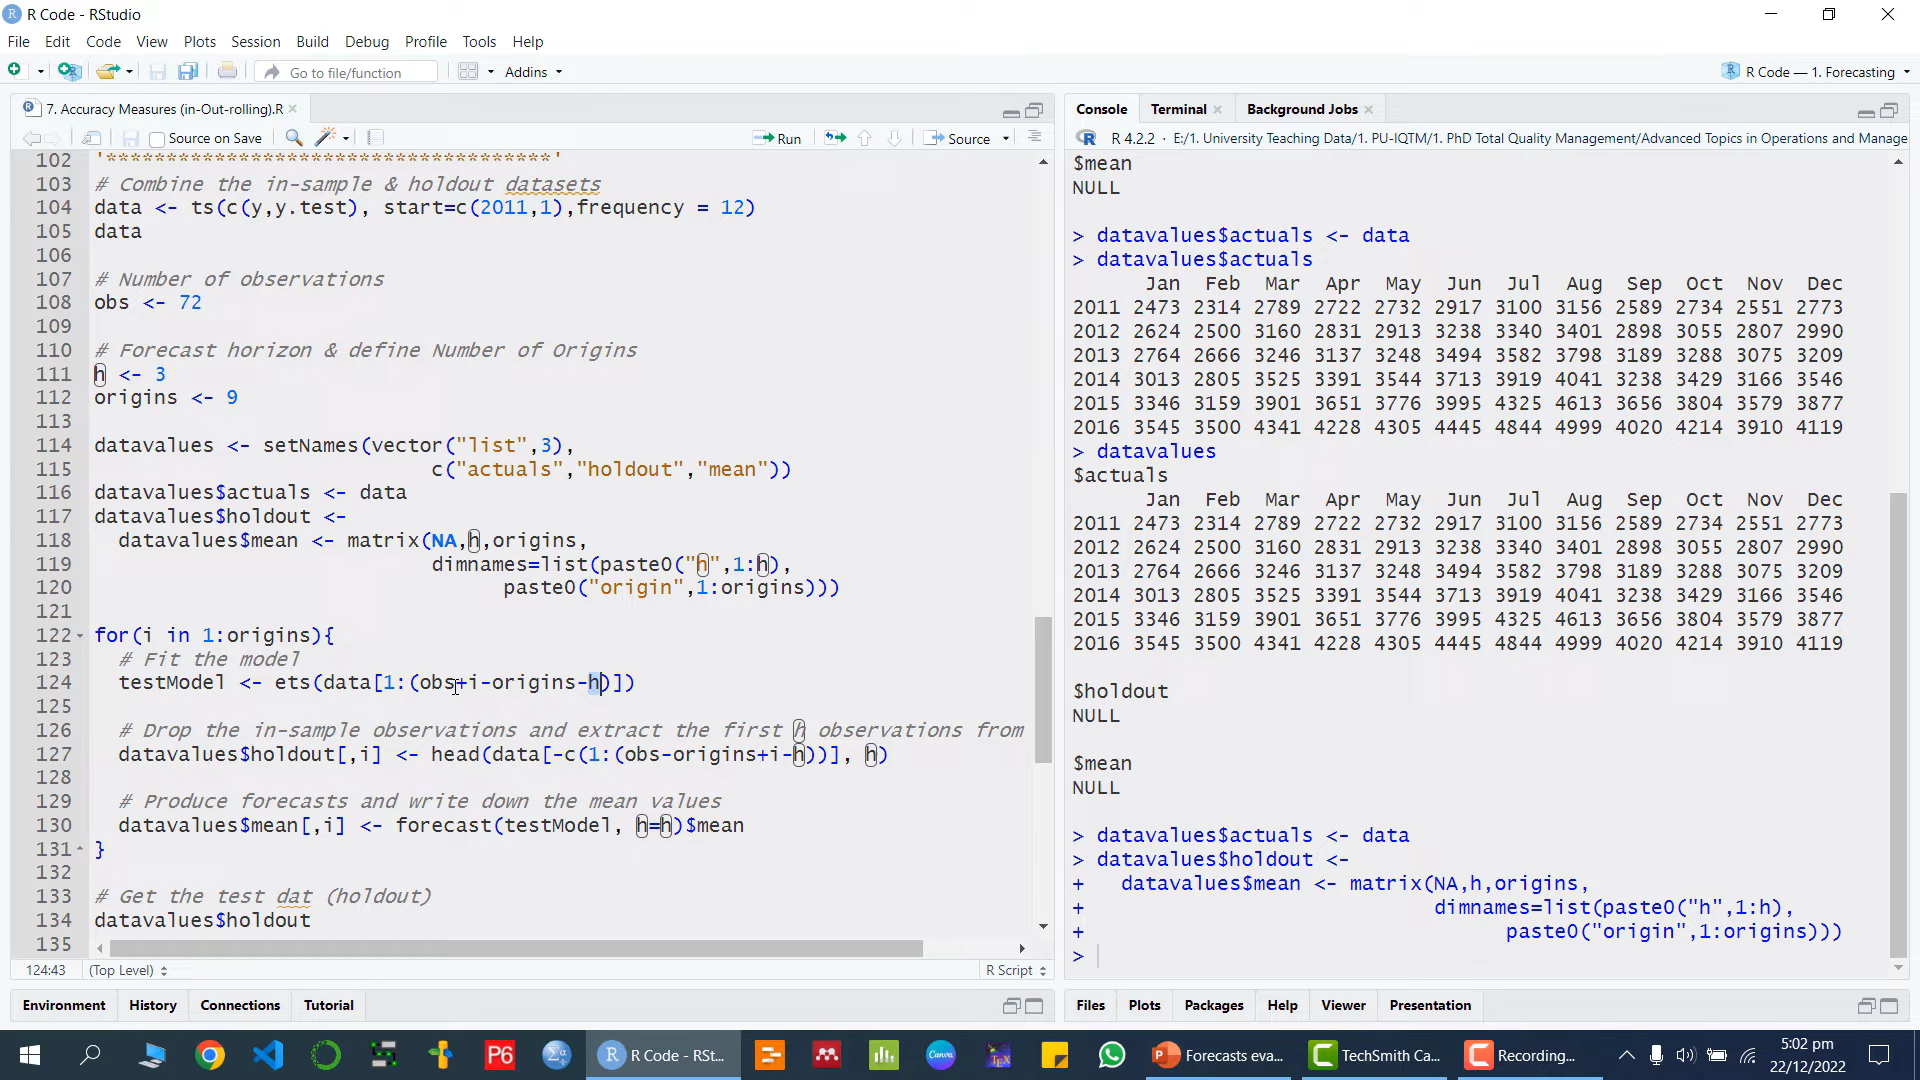 R Code - RStudio
File Edit Code View Plots Session Build Debug Profile Tools Help
Go to file/function Addins R Code — 1. Forecasting
7. Accuracy Measures (in-Out-rolling).R
Source on Save Run Source
102 '*************************************'
103 # Combine the in-sample & holdout datasets
104 data <- ts(c(y,y.test), start=c(2011,1),frequency = 12)
105 data
106
107 # Number of observations
108 obs <- 72
109
110 # Forecast horizon & define Number of Origins
111 h <- 3
112 origins <- 9
113
114 datavalues <- setNames(vector("list",3),
115 c("actuals","holdout","mean"))
116 datavalues$actuals <- data
117 datavalues$holdout <-
118 datavalues$mean <- matrix(NA,h,origins,
119 dimnames=list(paste0("h",1:h),
120 paste0("origin",1:origins)))
121
122 for(i in 1:origins){
123 # Fit the model
124 testModel <- ets(data[1:(obs+i-origins-h)])
125
126 # Drop the in-sample observations and extract the first h observations from
127 datavalues$holdout[,i] <- head(data[-c(1:(obs-origins+i-h))], h)
128
129 # Produce forecasts and write down the mean values
130 datavalues$mean[,i] <- forecast(testModel, h=h)$mean
131 }
132
133 # Get the test dat (holdout)
134 datavalues$holdout
135
124:43 (Top Level) R Script
Environment History Connections Tutorial
Console Terminal Background Jobs
R 4.2.2 · E:/1. University Teaching Data/1. PU-IQTM/1. PhD Total Quality Management/Advanced Topics in Operations and Manage
$mean
NULL
> datavalues$actuals <- data
> datavalues$actuals
Jan Feb Mar Apr May Jun Jul Aug Sep Oct Nov Dec
2011 2473 2314 2789 2722 2732 2917 3100 3156 2589 2734 2551 2773
2012 2624 2500 3160 2831 2913 3238 3340 3401 2898 3055 2807 2990
2013 2764 2666 3246 3137 3248 3494 3582 3798 3189 3288 3075 3209
2014 3013 2805 3525 3391 3544 3713 3919 4041 3238 3429 3166 3546
2015 3346 3159 3901 3651 3776 3995 4325 4613 3656 3804 3579 3877
2016 3545 3500 4341 4228 4305 4445 4844 4999 4020 4214 3910 4119
> datavalues
$actuals
Jan Feb Mar Apr May Jun Jul Aug Sep Oct Nov Dec
2011 2473 2314 2789 2722 2732 2917 3100 3156 2589 2734 2551 2773
2012 2624 2500 3160 2831 2913 3238 3340 3401 2898 3055 2807 2990
2013 2764 2666 3246 3137 3248 3494 3582 3798 3189 3288 3075 3209
2014 3013 2805 3525 3391 3544 3713 3919 4041 3238 3429 3166 3546
2015 3346 3159 3901 3651 3776 3995 4325 4613 3656 3804 3579 3877
2016 3545 3500 4341 4228 4305 4445 4844 4999 4020 4214 3910 4119
$holdout
NULL
$mean
NULL
> datavalues$actuals <- data
> datavalues$holdout <-
+ datavalues$mean <- matrix(NA,h,origins,
+ dimnames=list(paste0("h",1:h),
+ paste0("origin",1:origins)))
>
Files Plots Packages Help Viewer Presentation
P6 R Code - RSt... Canva TEX Forecasts eva... TechSmith Ca... Recording...
5:02 pm
22/12/2022